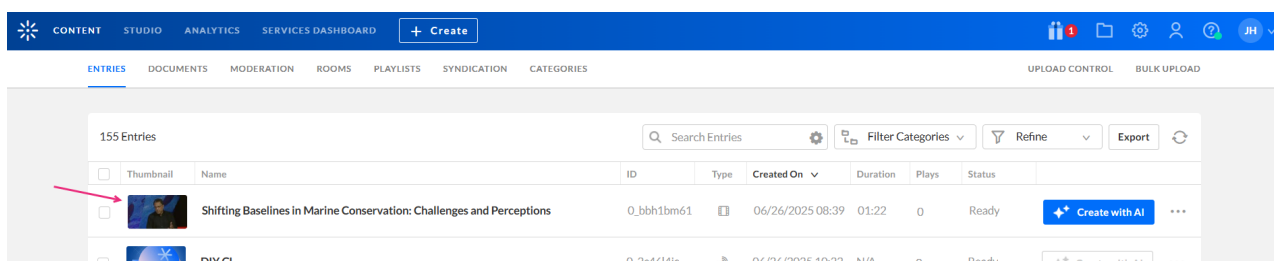 CONTENT STUDIO ANALYTICS SERVICES DASHBOARD + Create 1 JH
ENTRIES DOCUMENTS MODERATION ROOMS PLAYLISTS SYNDICATION CATEGORIES UPLOAD CONTROL BULK UPLOAD
155 Entries Search Entries Filter Categories Refine Export
Thumbnail Name ID Type Created On Duration Plays Status
Shifting Baselines in Marine Conservation: Challenges and Perceptions 0_bbh1bm61 06/26/2025 08:39 01:22 0 Ready Create with AI